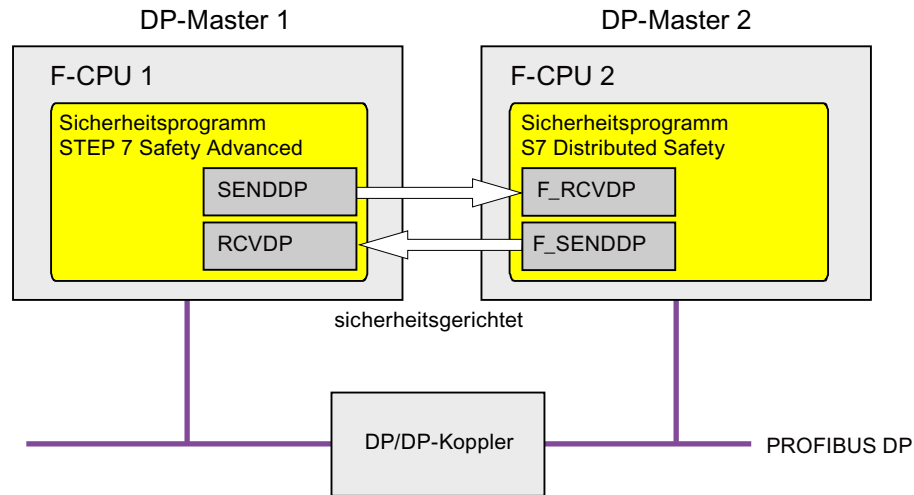 DP-Master 1
DP-Master 2
F-CPU 1
F-CPU 2
Sicherheitsprogramm
STEP 7 Safety Advanced
Sicherheitsprogramm
S7 Distributed Safety
SENDDP
F_RCVDP
RCVDP
F_SENDDP
sicherheitsgerichtet
DP/DP-Koppler
PROFIBUS DP